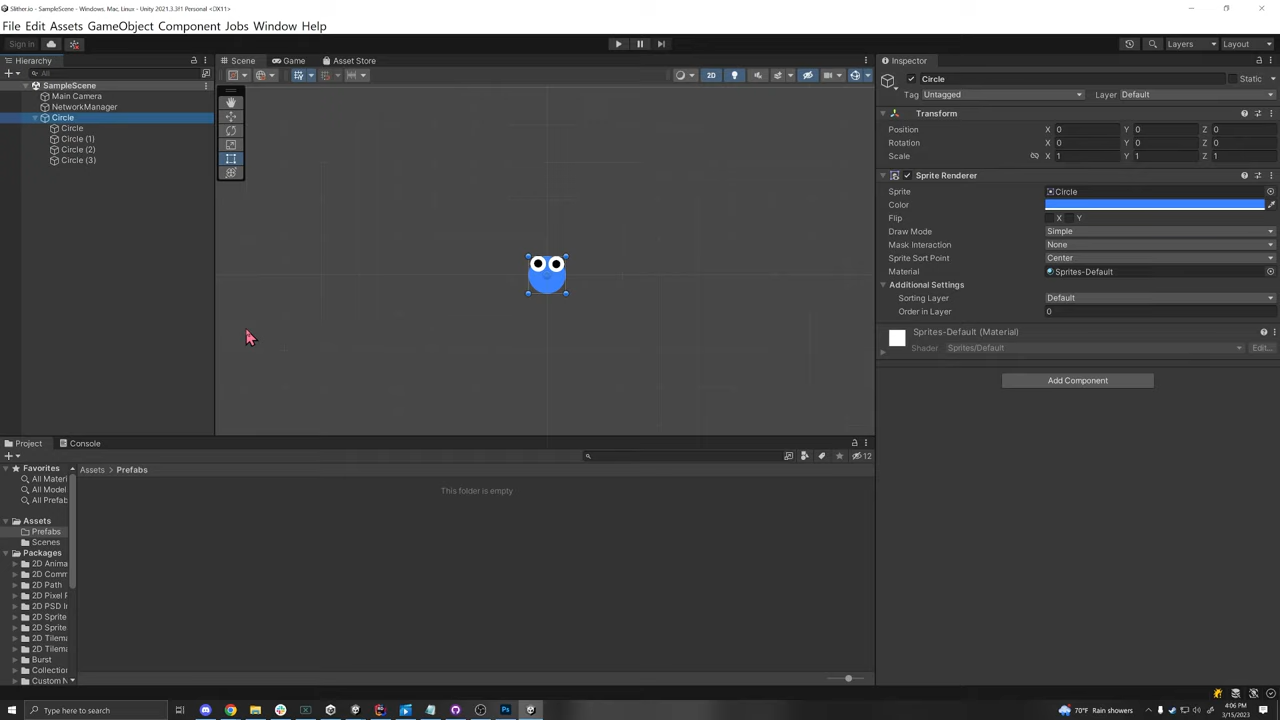 Slither.io - SampleScene - Windows, Mac, Linux - Unity 2021.3.3f1 Personal <DX11>
File Edit Assets GameObject Component Jobs Window Help
Sign in
Layers
Layout
Hierarchy
All
SampleScene
Main Camera
NetworkManager
Circle
Circle
Circle (1)
Circle (2)
Circle (3)
Scene
Game
Asset Store
2D
Inspector
Circle
Static
Tag Untagged
Layer Default
Transform
Position X 0 Y 0 Z 0
Rotation X 0 Y 0 Z 0
Scale X 1 Y 1 Z 1
Sprite Renderer
Sprite Circle
Color
Flip X Y
Draw Mode Simple
Mask Interaction None
Sprite Sort Point Center
Material Sprites-Default
Additional Settings
Sorting Layer Default
Order in Layer 0
Sprites-Default (Material)
Shader Sprites/Default Edit...
Add Component
Project
Console
12
Favorites
All Materi
All Model
All Prefab
Assets
Prefabs
Scenes
Packages
2D Anima
2D Comm
2D Path
2D Pixel P
2D PSD Im
2D Sprite
2D Sprite
2D Tilema
2D Tilema
Burst
Collection
Custom N
Assets > Prefabs
This folder is empty
Type here to search
70°F Rain showers
4:06 PM
3/15/2023